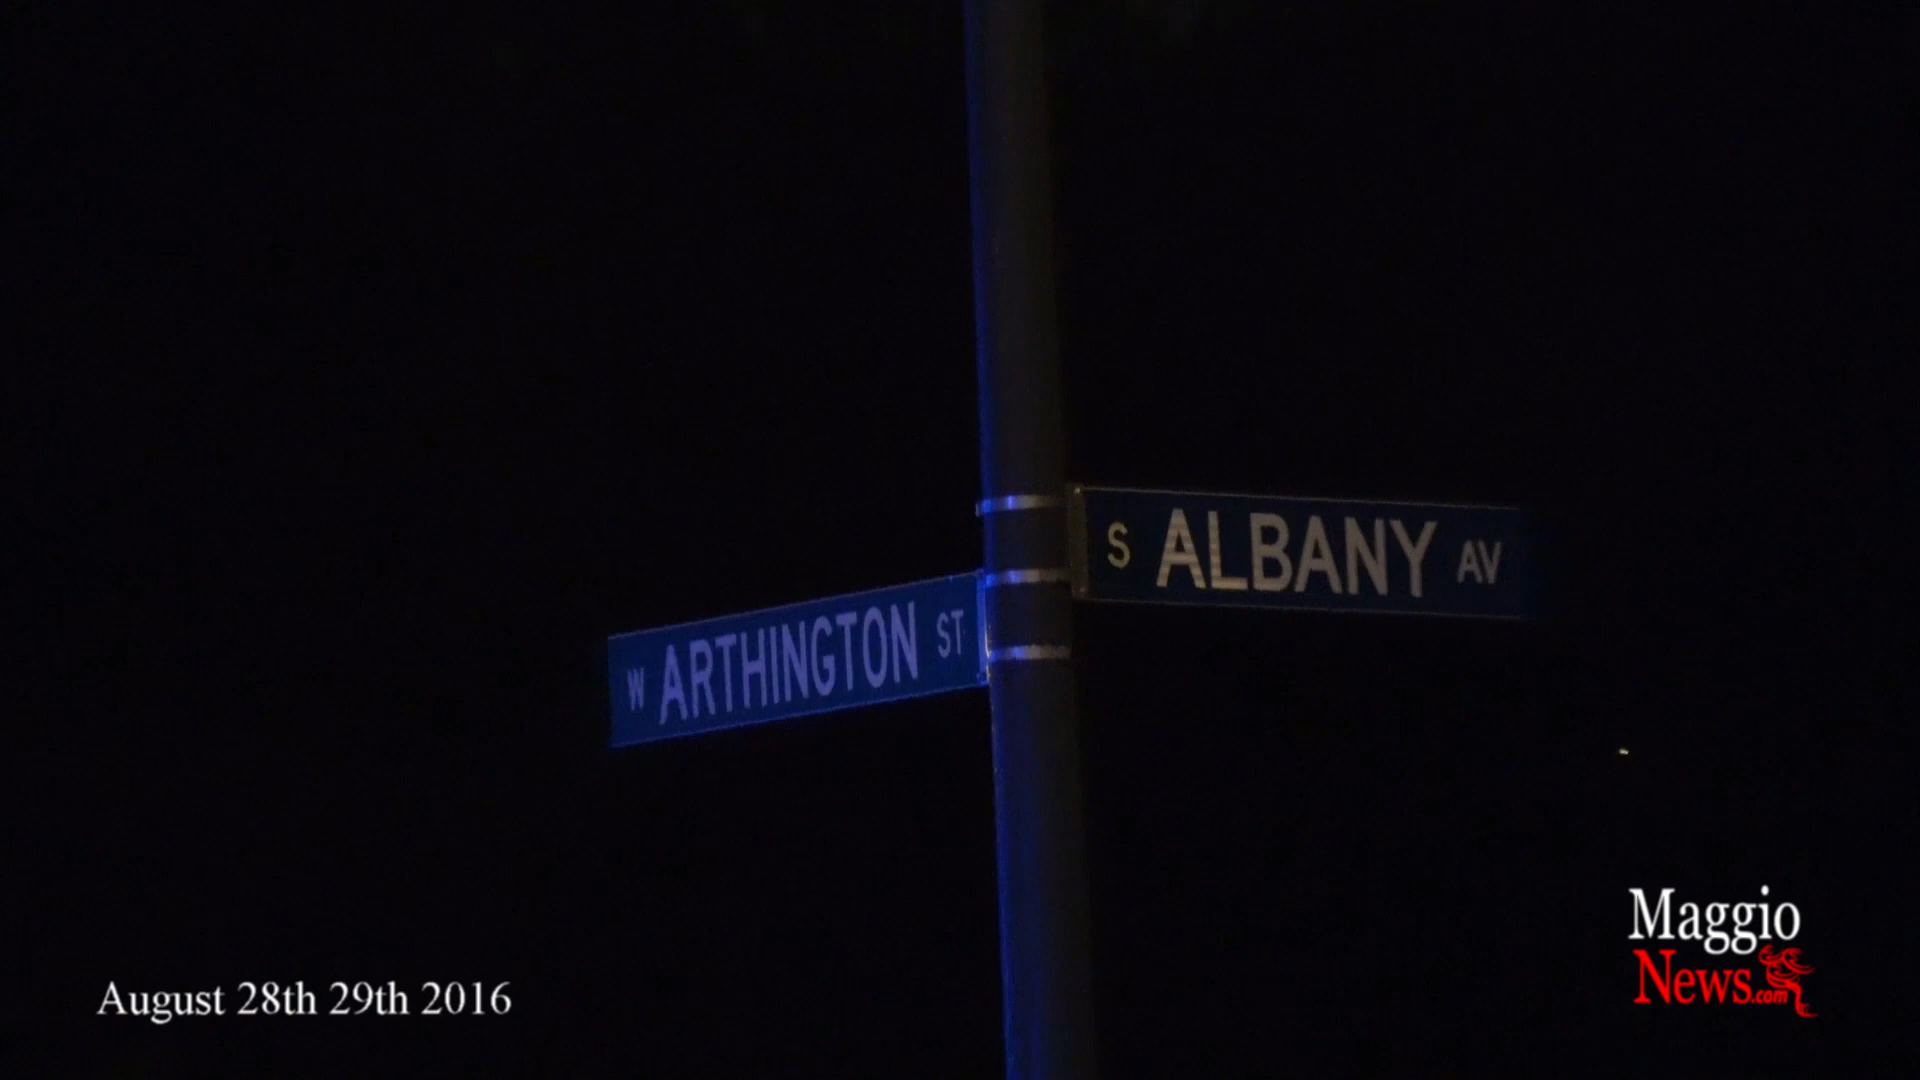 S ALBANY AV
W ARTHINGTON ST
Maggio
News.com
August 28th 29th 2016